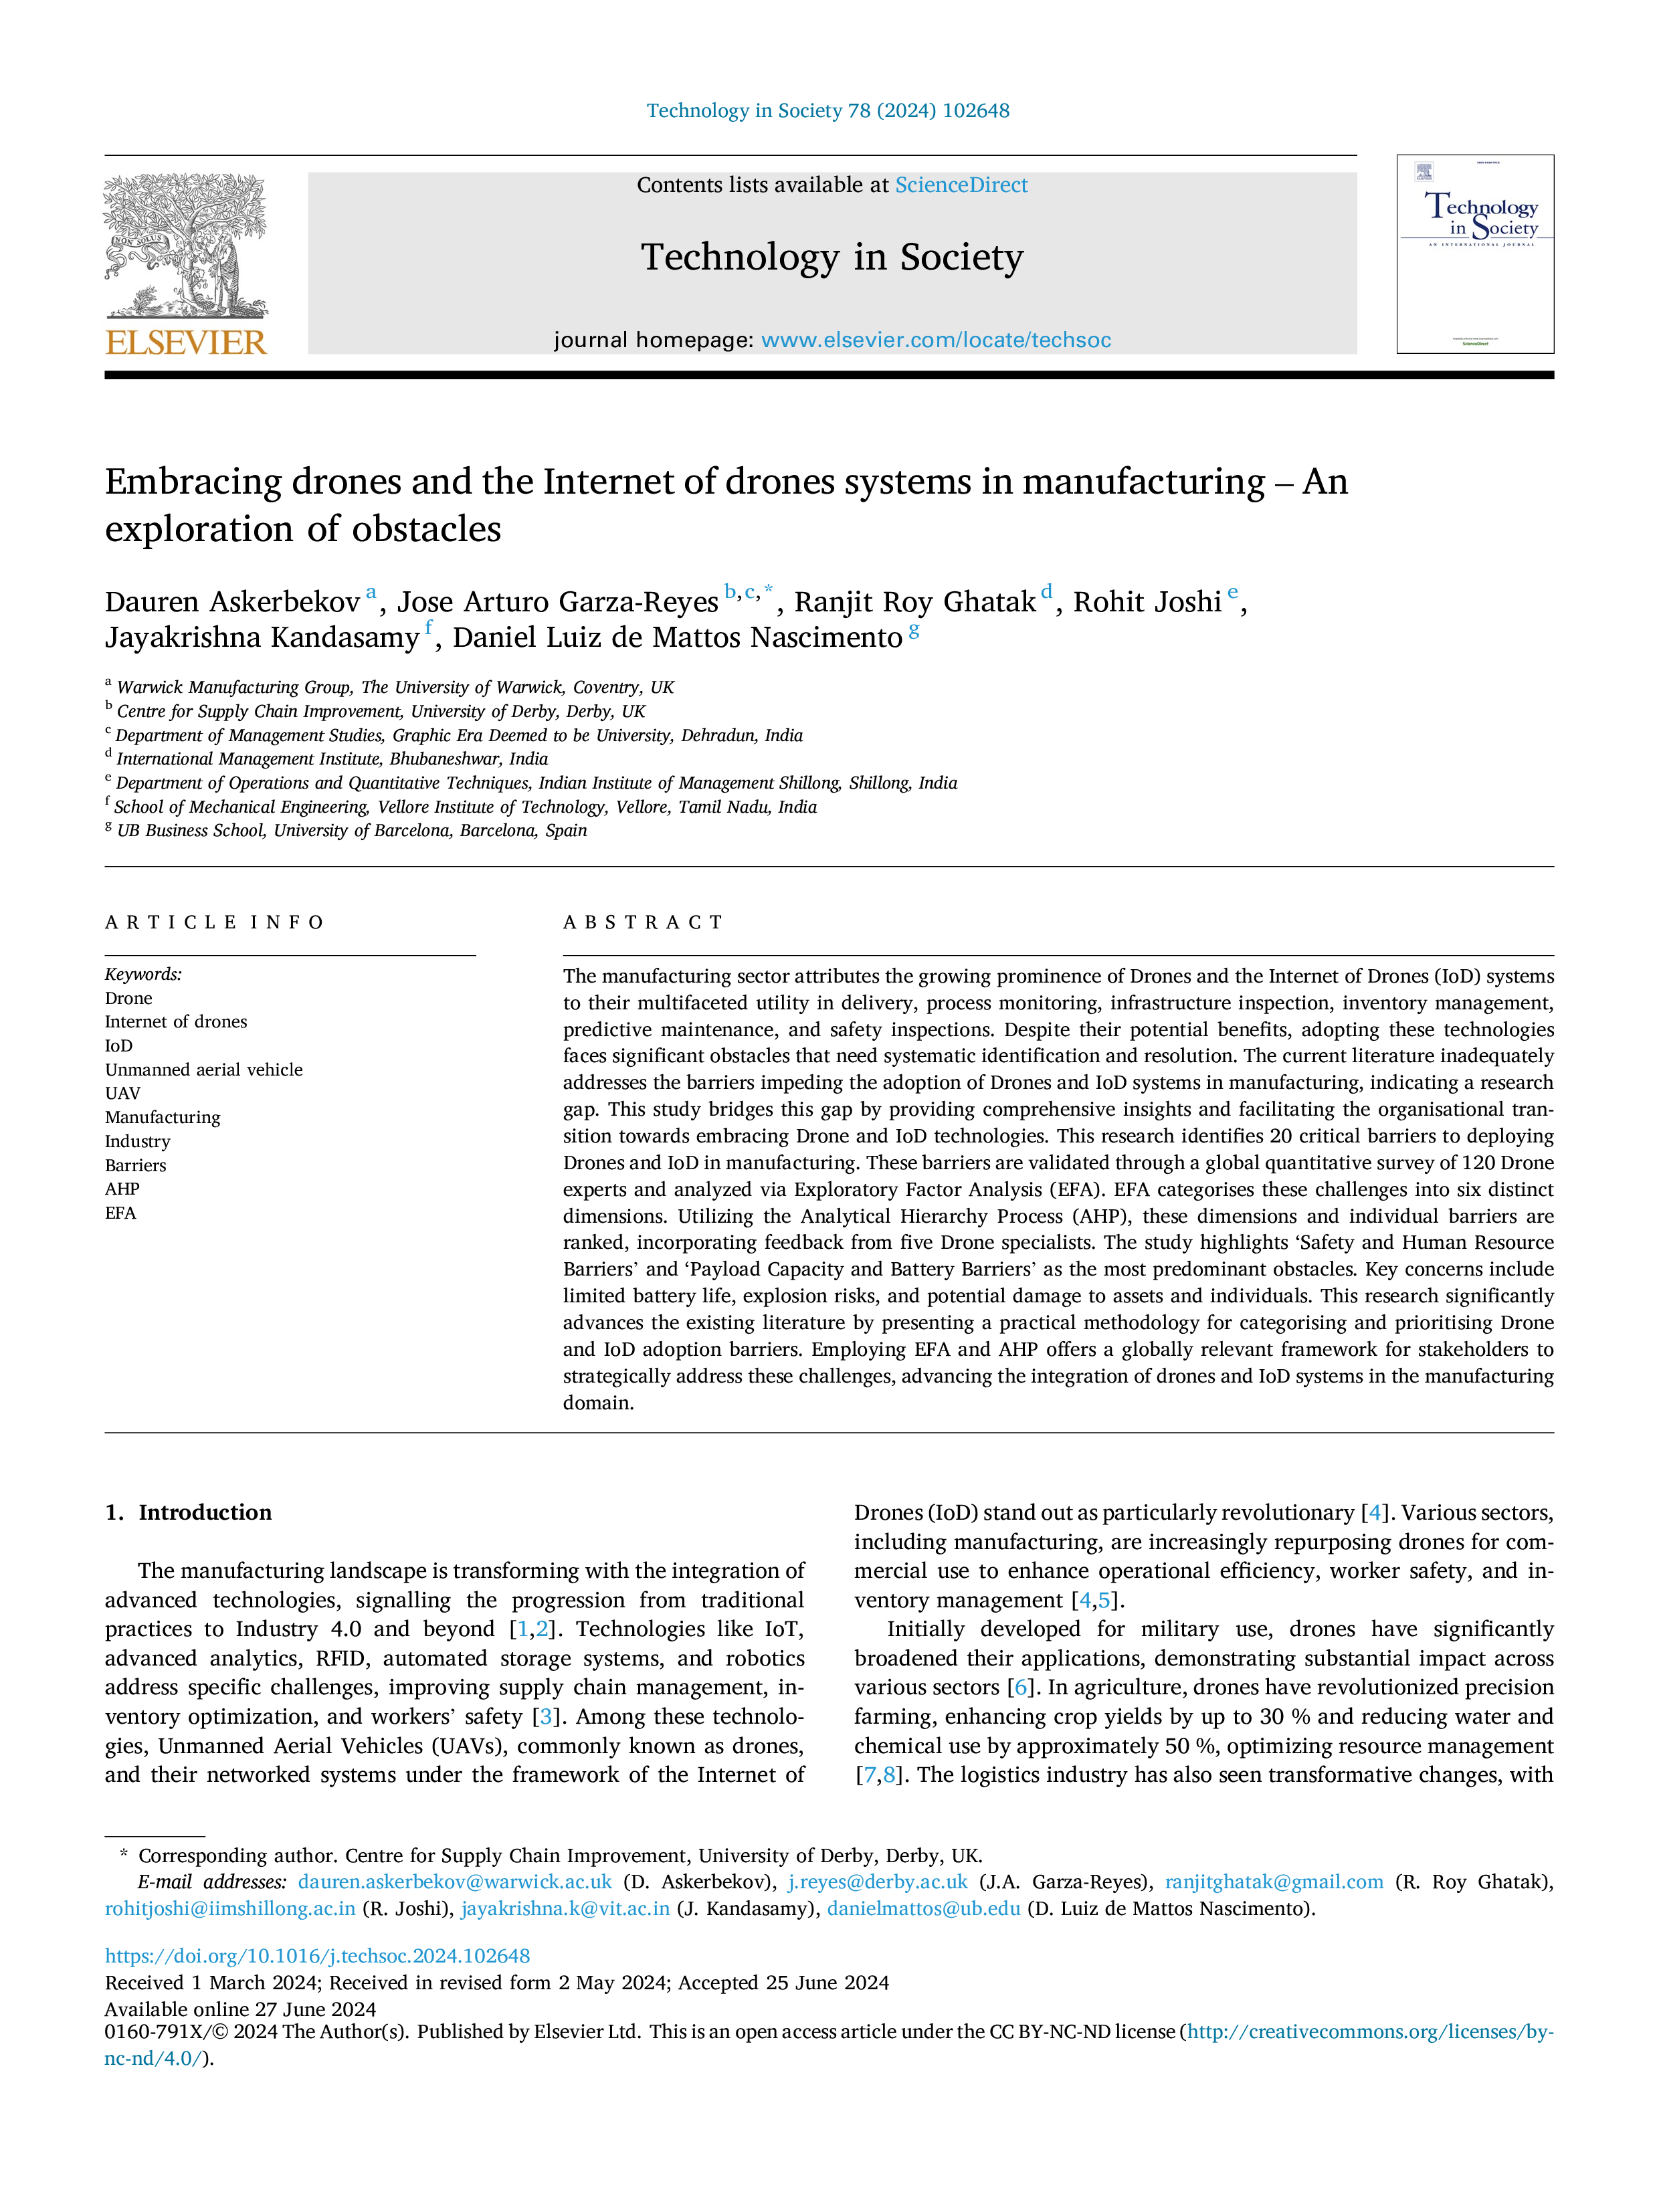 Technology in Society 78 (2024) 102648
Contents lists available at ScienceDirect
Technology in Society
journal homepage: www.elsevier.com/locate/techsoc
NON SOLUS
ELSEVIER
Technology
in Society
AN INTERNATIONAL JOURNAL
ScienceDirect
Embracing drones and the Internet of drones systems in manufacturing – An
exploration of obstacles
Dauren Askerbekov a, Jose Arturo Garza-Reyes b,c,*, Ranjit Roy Ghatak d, Rohit Joshi e,
Jayakrishna Kandasamy f, Daniel Luiz de Mattos Nascimento g
a Warwick Manufacturing Group, The University of Warwick, Coventry, UK
b Centre for Supply Chain Improvement, University of Derby, Derby, UK
c Department of Management Studies, Graphic Era Deemed to be University, Dehradun, India
d International Management Institute, Bhubaneshwar, India
e Department of Operations and Quantitative Techniques, Indian Institute of Management Shillong, Shillong, India
f School of Mechanical Engineering, Vellore Institute of Technology, Vellore, Tamil Nadu, India
g UB Business School, University of Barcelona, Barcelona, Spain
ARTICLE INFO
Keywords:
Drone
Internet of drones
IoD
Unmanned aerial vehicle
UAV
Manufacturing
Industry
Barriers
AHP
EFA
ABSTRACT
The manufacturing sector attributes the growing prominence of Drones and the Internet of Drones (IoD) systems
to their multifaceted utility in delivery, process monitoring, infrastructure inspection, inventory management,
predictive maintenance, and safety inspections. Despite their potential benefits, adopting these technologies
faces significant obstacles that need systematic identification and resolution. The current literature inadequately
addresses the barriers impeding the adoption of Drones and IoD systems in manufacturing, indicating a research
gap. This study bridges this gap by providing comprehensive insights and facilitating the organisational tran-
sition towards embracing Drone and IoD technologies. This research identifies 20 critical barriers to deploying
Drones and IoD in manufacturing. These barriers are validated through a global quantitative survey of 120 Drone
experts and analyzed via Exploratory Factor Analysis (EFA). EFA categorises these challenges into six distinct
dimensions. Utilizing the Analytical Hierarchy Process (AHP), these dimensions and individual barriers are
ranked, incorporating feedback from five Drone specialists. The study highlights ‘Safety and Human Resource
Barriers’ and ‘Payload Capacity and Battery Barriers’ as the most predominant obstacles. Key concerns include
limited battery life, explosion risks, and potential damage to assets and individuals. This research significantly
advances the existing literature by presenting a practical methodology for categorising and prioritising Drone
and IoD adoption barriers. Employing EFA and AHP offers a globally relevant framework for stakeholders to
strategically address these challenges, advancing the integration of drones and IoD systems in the manufacturing
domain.
1. Introduction
The manufacturing landscape is transforming with the integration of
advanced technologies, signalling the progression from traditional
practices to Industry 4.0 and beyond [1,2]. Technologies like IoT,
advanced analytics, RFID, automated storage systems, and robotics
address specific challenges, improving supply chain management, in-
ventory optimization, and workers’ safety [3]. Among these technolo-
gies, Unmanned Aerial Vehicles (UAVs), commonly known as drones,
and their networked systems under the framework of the Internet of
Drones (IoD) stand out as particularly revolutionary [4]. Various sectors,
including manufacturing, are increasingly repurposing drones for com-
mercial use to enhance operational efficiency, worker safety, and in-
ventory management [4,5].
Initially developed for military use, drones have significantly
broadened their applications, demonstrating substantial impact across
various sectors [6]. In agriculture, drones have revolutionized precision
farming, enhancing crop yields by up to 30 % and reducing water and
chemical use by approximately 50 %, optimizing resource management
[7,8]. The logistics industry has also seen transformative changes, with
* Corresponding author. Centre for Supply Chain Improvement, University of Derby, Derby, UK.
E-mail addresses: dauren.askerbekov@warwick.ac.uk (D. Askerbekov), j.reyes@derby.ac.uk (J.A. Garza-Reyes), ranjitghatak@gmail.com (R. Roy Ghatak),
rohitjoshi@iimshillong.ac.in (R. Joshi), jayakrishna.k@vit.ac.in (J. Kandasamy), danielmattos@ub.edu (D. Luiz de Mattos Nascimento).
https://doi.org/10.1016/j.techsoc.2024.102648
Received 1 March 2024; Received in revised form 2 May 2024; Accepted 25 June 2024
Available online 27 June 2024
0160-791X/© 2024 The Author(s). Published by Elsevier Ltd. This is an open access article under the CC BY-NC-ND license (http://creativecommons.org/licenses/by-
nc-nd/4.0/).